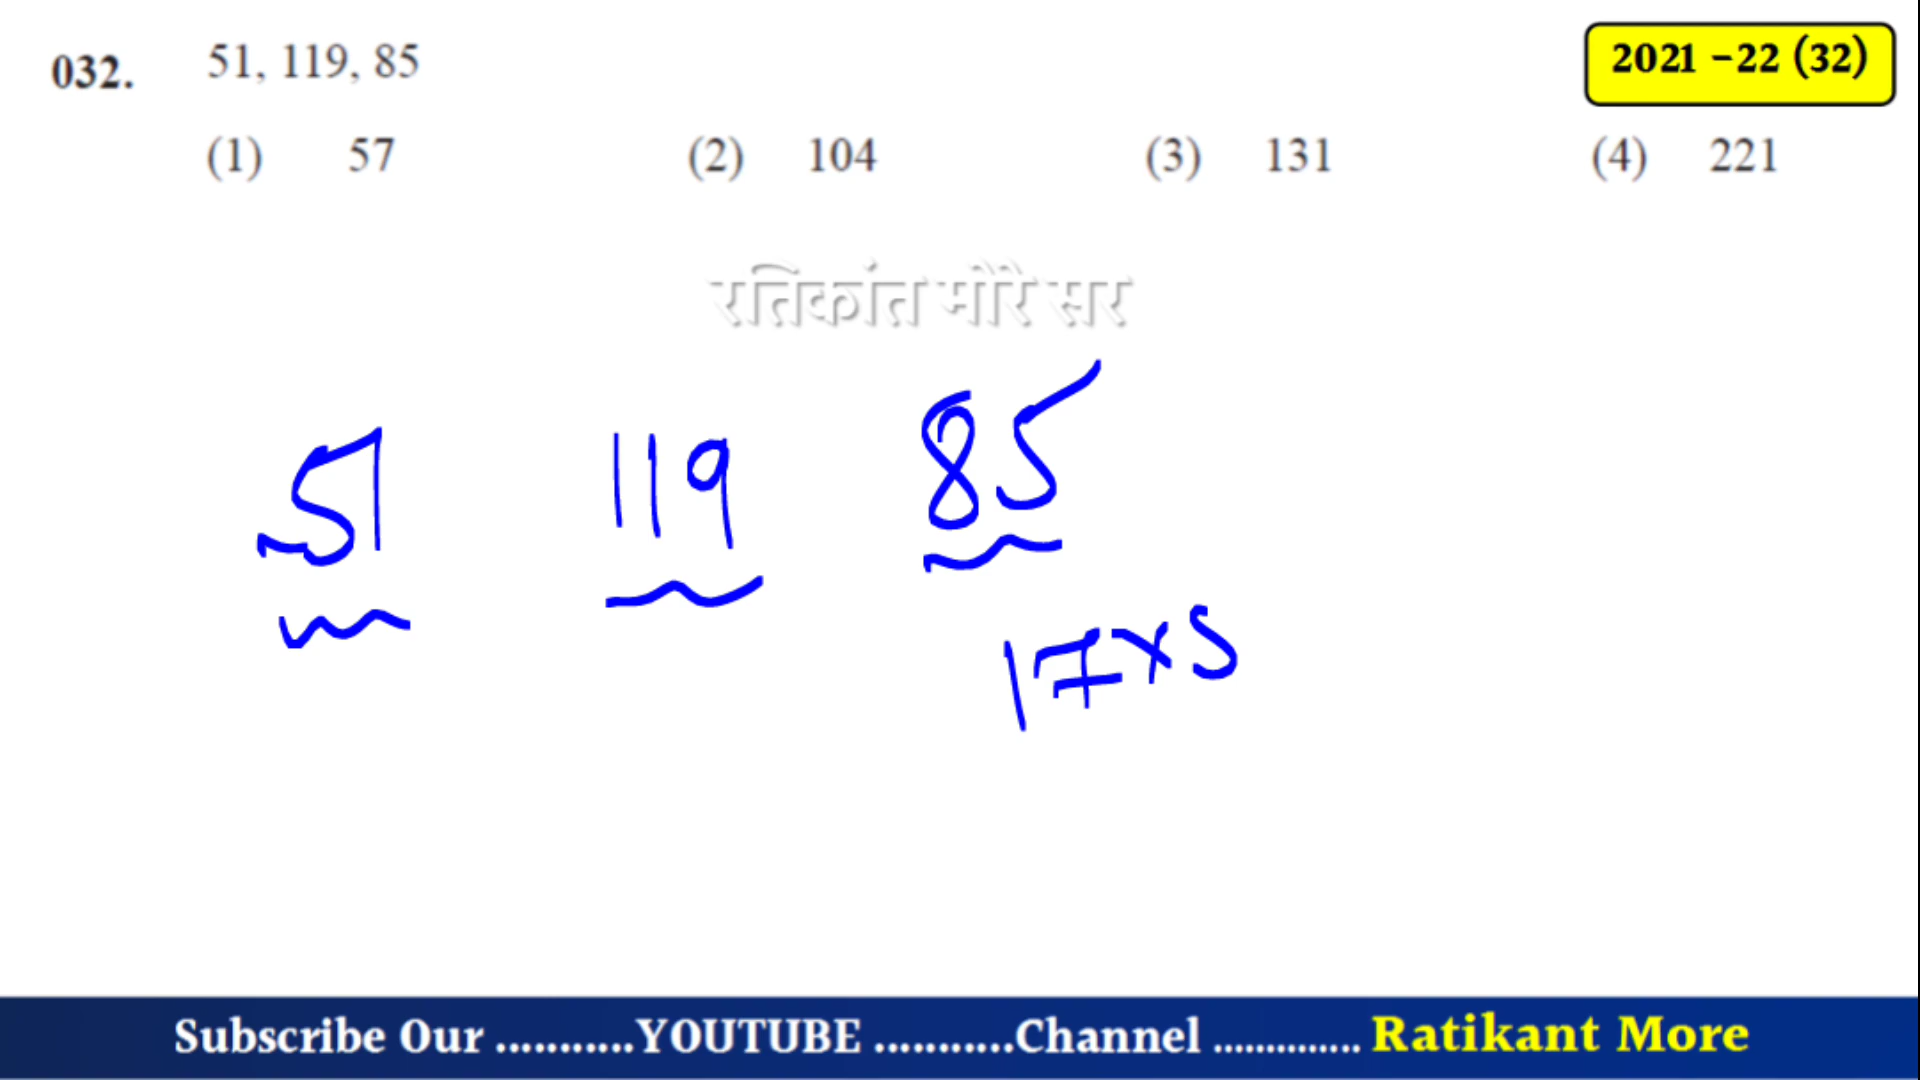 032. 51, 119, 85
2021 -22 (32)
(1) 57 (2) 104 (3) 131 (4) 221
रतिकांत मोरे सर
51 119 85
17×5
Subscribe Our ...........YOUTUBE ...........Channel .............. Ratikant More